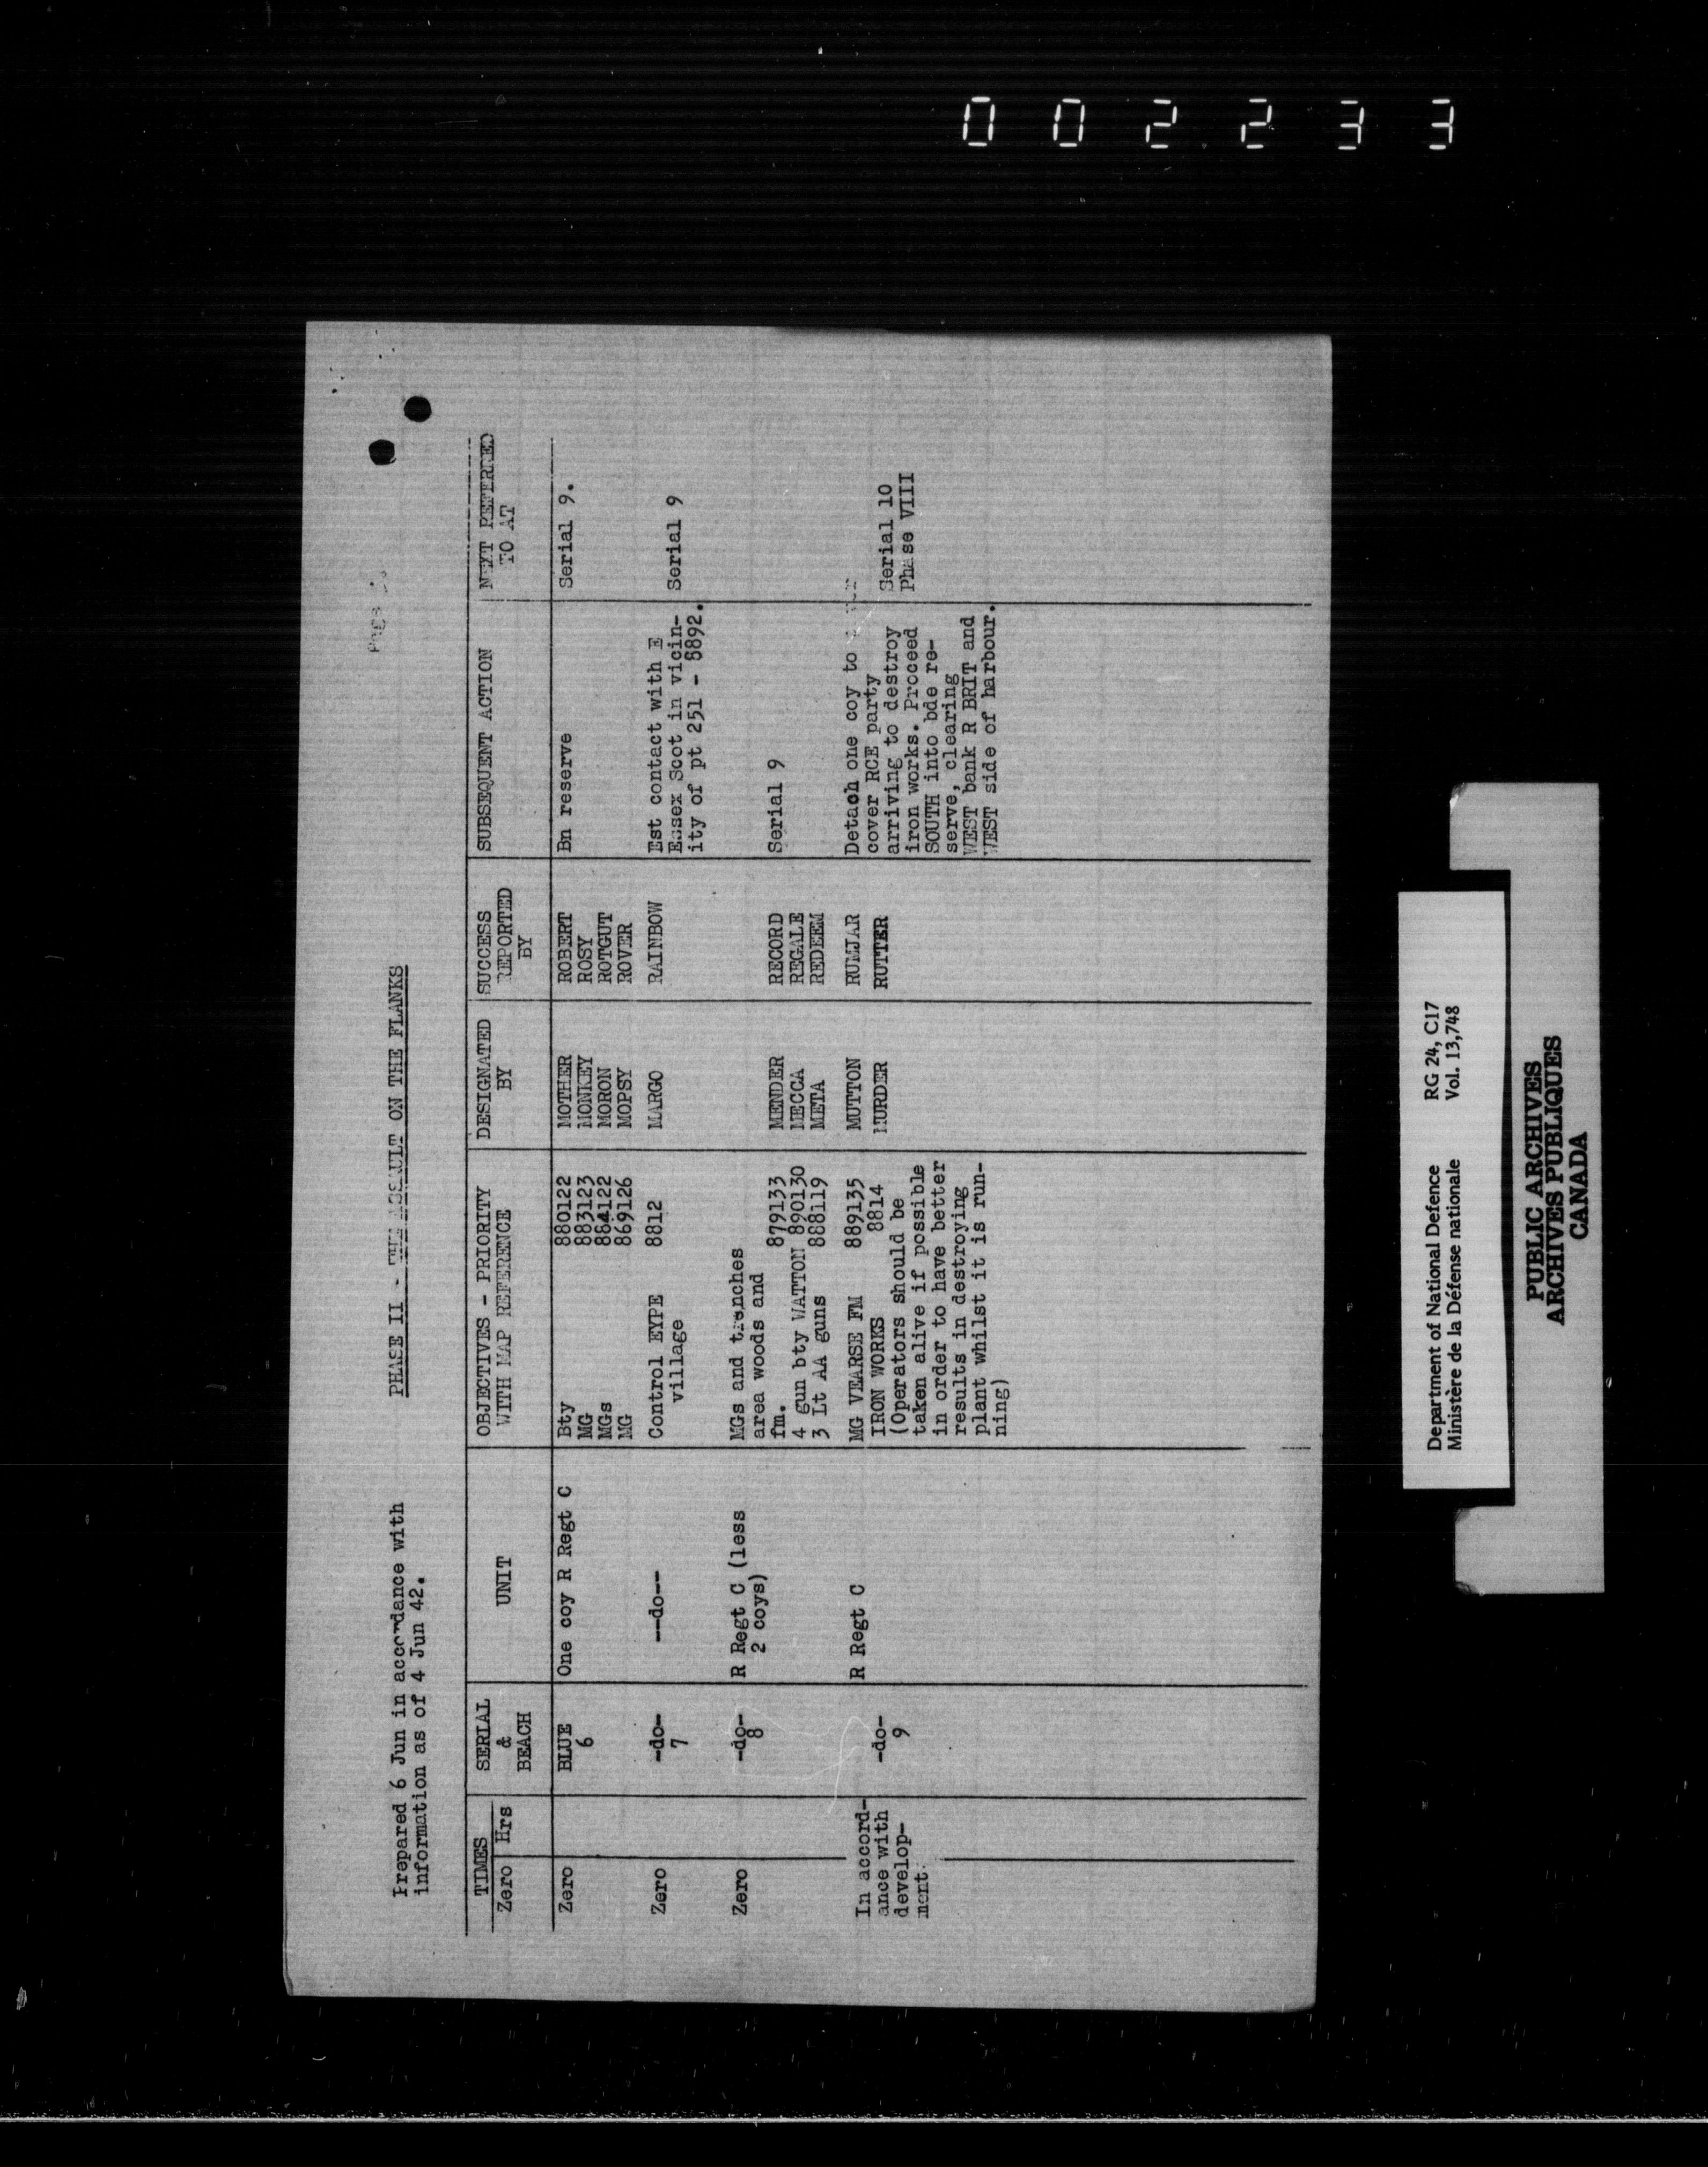 002233
Prepared 6 Jun in accordance with
information as of 4 Jun 42.
PHASE II - THE ASSAULT ON THE FLANKS
Page
TIMES
Zero Hrs
SERIAL
&
BEACH
UNIT
OBJECTIVES - PRIORITY
WITH MAP REFERENCE
DESIGNATED
BY
SUCCESS
REPORTED
BY
SUBSEQUENT ACTION
NEXT REFERRED
TO AT
Zero
BLUE
6
One coy R Regt C
Bty 880122
MG 883123
MGs 884122
MG 869126
MOTHER
MONKEY
MORON
MOPSY
ROBERT
ROSY
ROTGUT
ROVER
Bn reserve
Serial 9.
Zero
-do-
7
--do--
Control EYPE 8812
village
MARGO
RAINBOW
Est contact with E
Essex Scot in vicin-
ity of pt 251 - 8892.
Serial 9
Zero
-do-
8
R Regt C (less
2 coys)
MGs and trenches
area woods and
fm. 879133
4 gun bty WATTON 890130
3 Lt AA guns 888119
MENDER
MECCA
META
RECORD
REGALE
REDEEM
Serial 9
In accord-
ance with
develop-
ment.
-do-
9
R Regt C
MG VEARSE FM 889135
IRON WORKS 8814
(Operators should be
taken alive if possible
in order to have better
results in destroying
plant whilst it is run-
ning)
MUTTON
MURDER
RUMJAR
RUTTER
Detach one coy to
cover RCE party
arriving to destroy
iron works. Proceed
SOUTH into bde re-
serve, clearing
WEST bank R BRIT and
WEST side of harbour.
Serial 10
Phase VIII
Department of National Defence RG 24, C17
Ministère de la Défense nationale Vol. 13,748
PUBLIC ARCHIVES
ARCHIVES PUBLIQUES
CANADA